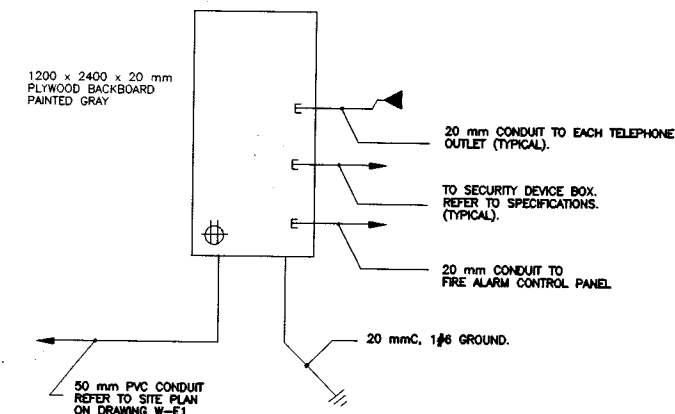 1200 x 2400 x 20 mm
PLYWOOD BACKBOARD
PAINTED GRAY
20 mm CONDUIT TO EACH TELEPHONE
OUTLET (TYPICAL).
TO SECURITY DEVICE BOX.
REFER TO SPECIFICATIONS.
(TYPICAL).
20 mm CONDUIT TO
FIRE ALARM CONTROL PANEL
20 mmC, 1#6 GROUND.
50 mm PVC CONDUIT
REFER TO SITE PLAN
ON DRAWING W-E1